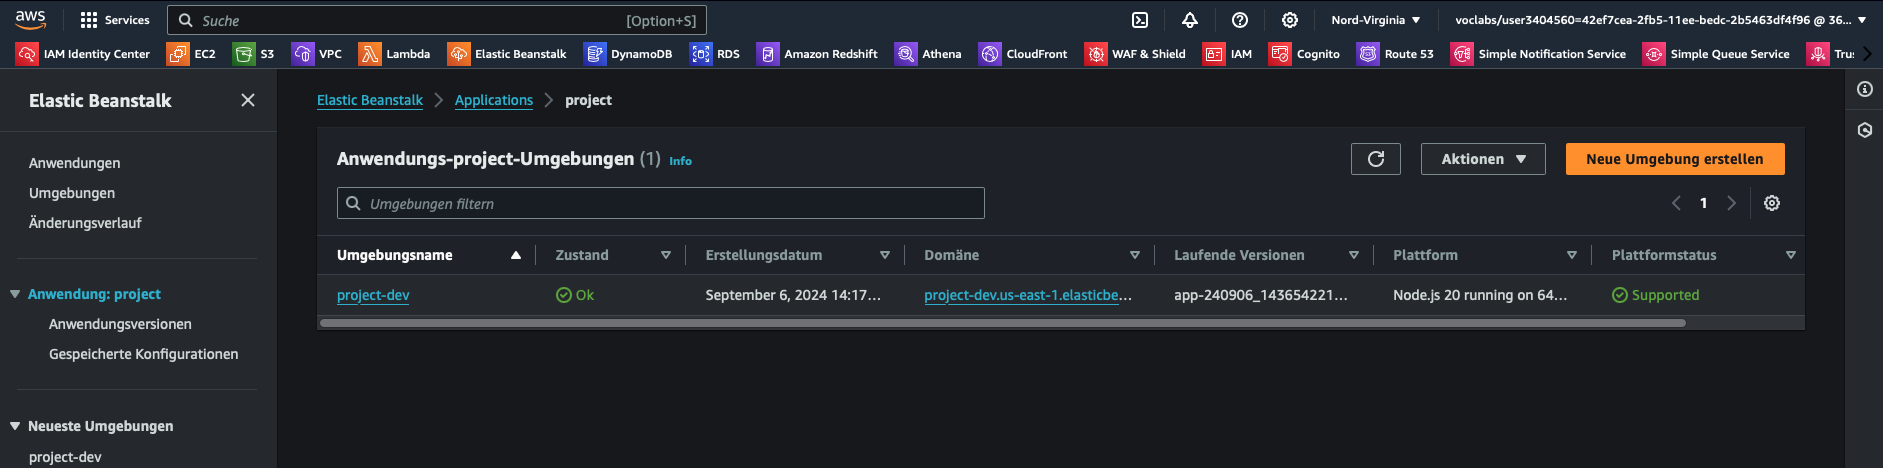 aws Services Suche [Option+S] Nord-Virginia voclabs/user3404560=42ef7cea-2fb5-11ee-bedc-2b5463df4f96 @ 36...
IAM Identity Center EC2 S3 VPC Lambda Elastic Beanstalk DynamoDB RDS Amazon Redshift Athena CloudFront WAF & Shield IAM Cognito Route 53 Simple Notification Service Simple Queue Service Trus
Elastic Beanstalk
Anwendungen
Umgebungen
Änderungsverlauf
Anwendung: project
Anwendungsversionen
Gespeicherte Konfigurationen
Neueste Umgebungen
project-dev
Elastic Beanstalk Applications project
Anwendungs-project-Umgebungen (1) Info
Aktionen
Neue Umgebung erstellen
Umgebungen filtern
1
Umgebungsname Zustand Erstellungsdatum Domäne Laufende Versionen Plattform Plattformstatus
project-dev Ok September 6, 2024 14:17... project-dev.us-east-1.elasticbe... app-240906_143654221... Node.js 20 running on 64... Supported